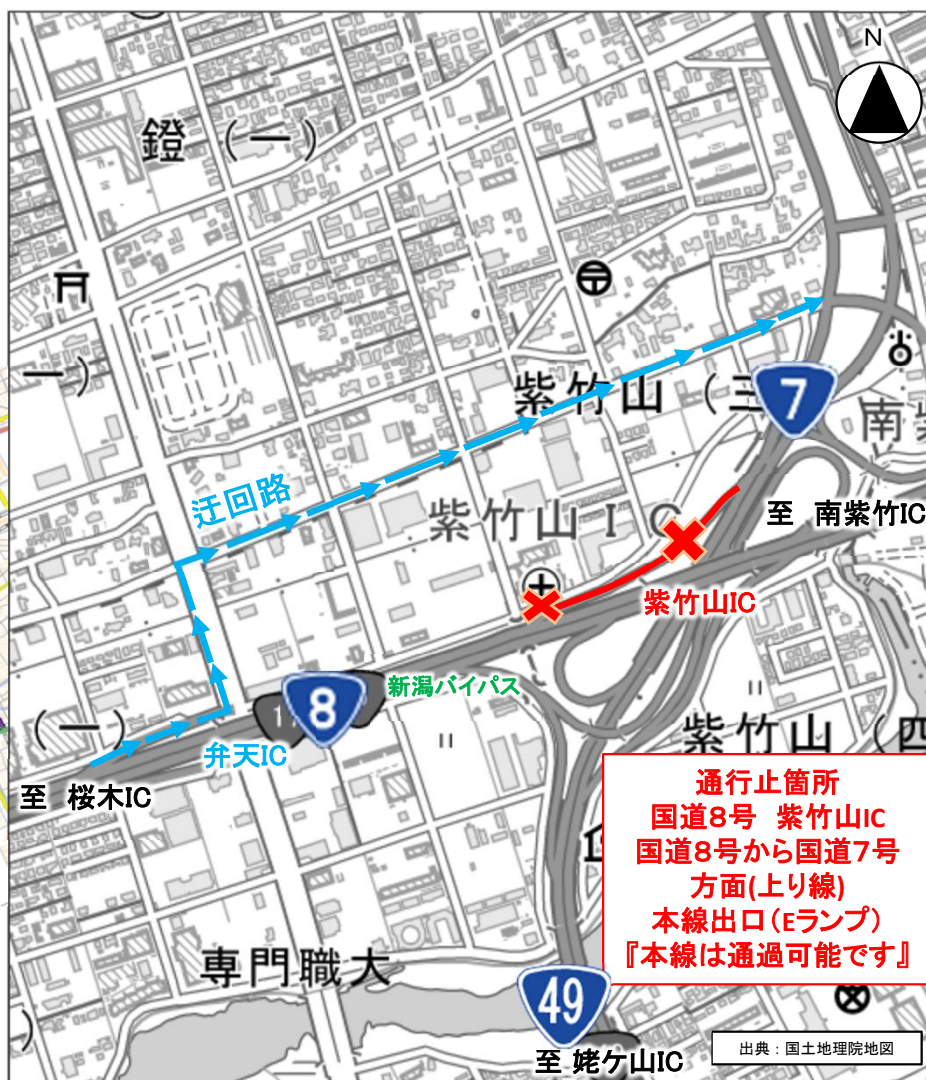 N
鐙(一)
一)
紫竹山(三
7
南紫
迂回路
紫竹山IC
至 南紫竹IC
紫竹山IC
新潟バイパス
8
17
(一)
弁天IC
紫竹山(四
至 桜木IC
通行止箇所
国道8号 紫竹山IC
国道8号から国道7号
方面(上り線)
本線出口(Eランプ)
『本線は通過可能です』
専門職大
49
至 姥ケ山IC
出典:国土地理院地図